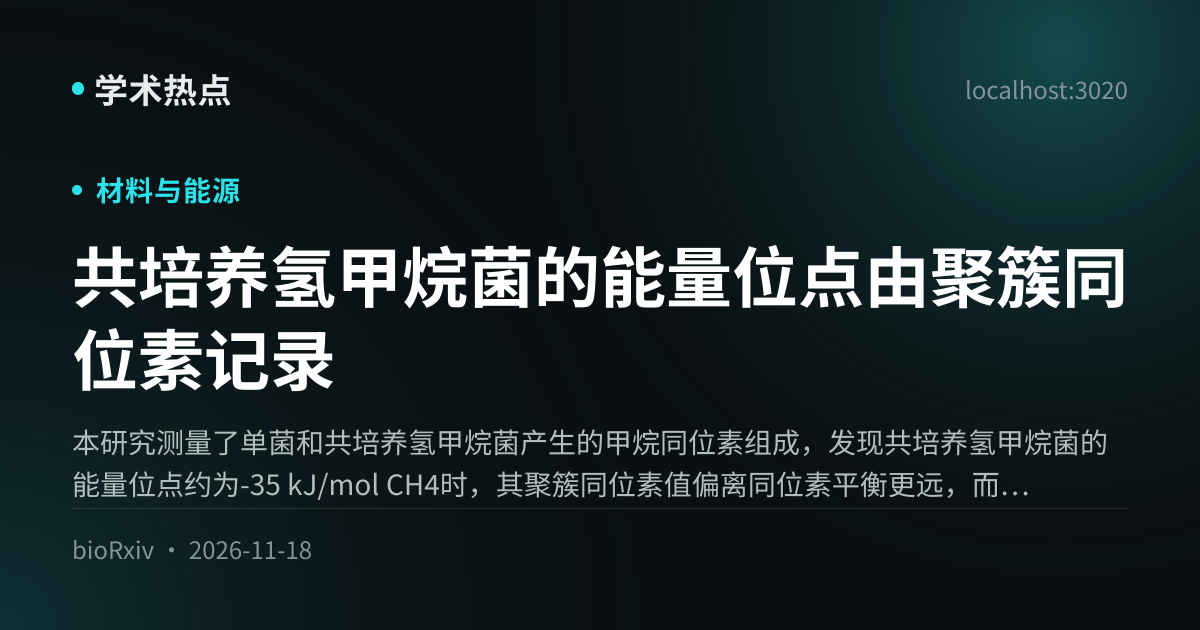 学术热点
localhost:3020
材料与能源
共培养氢甲烷菌的能量位点由聚簇同
位素记录
本研究测量了单菌和共培养氢甲烷菌产生的甲烷同位素组成，发现共培养氢甲烷菌的
能量位点约为-35 kJ/mol CH4时，其聚簇同位素值偏离同位素平衡更远，而…
bioRxiv • 2026-11-18